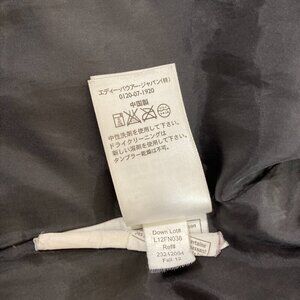 エディー・バウアー・ジャパン(株)
0120-07-1920
中国製
中性洗剤を使用して下さい。
ドライクリーニングは
新しい溶剤を使用して下さい。
タンブラー乾燥は不可。
Down Lot#
L12FN036
Ref#
23242004
Fall 12